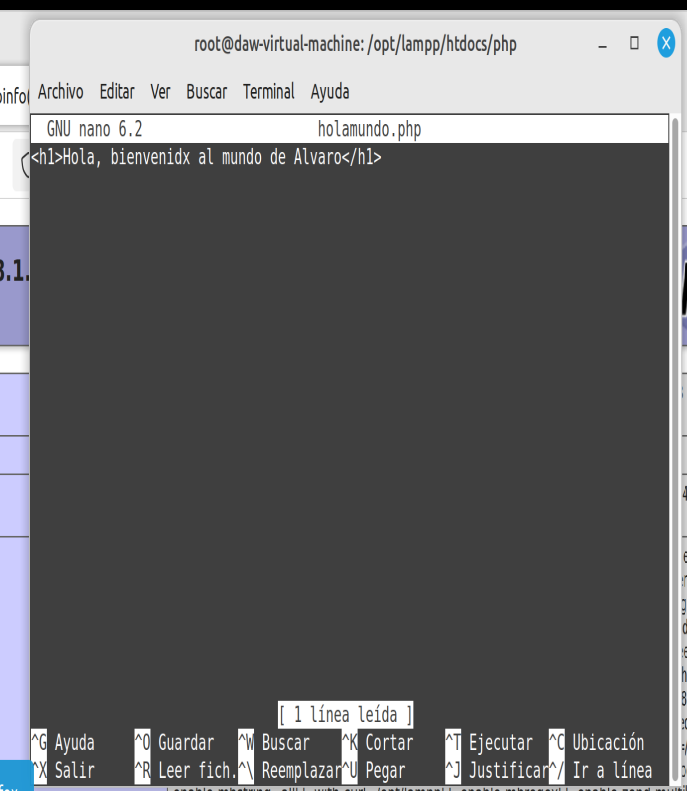 root@daw-virtual-machine: /opt/lampp/htdocs/php
Archivo Editar Ver Buscar Terminal Ayuda
GNU nano 6.2 holamundo.php
<h1>Hola, bienvenidx al mundo de Alvaro</h1>
3.1.
[ 1 línea leída ]
^G Ayuda ^O Guardar ^W Buscar ^K Cortar ^T Ejecutar ^C Ubicación
^X Salir ^R Leer fich. ^\ Reemplazar ^U Pegar ^J Justificar ^/ Ir a línea